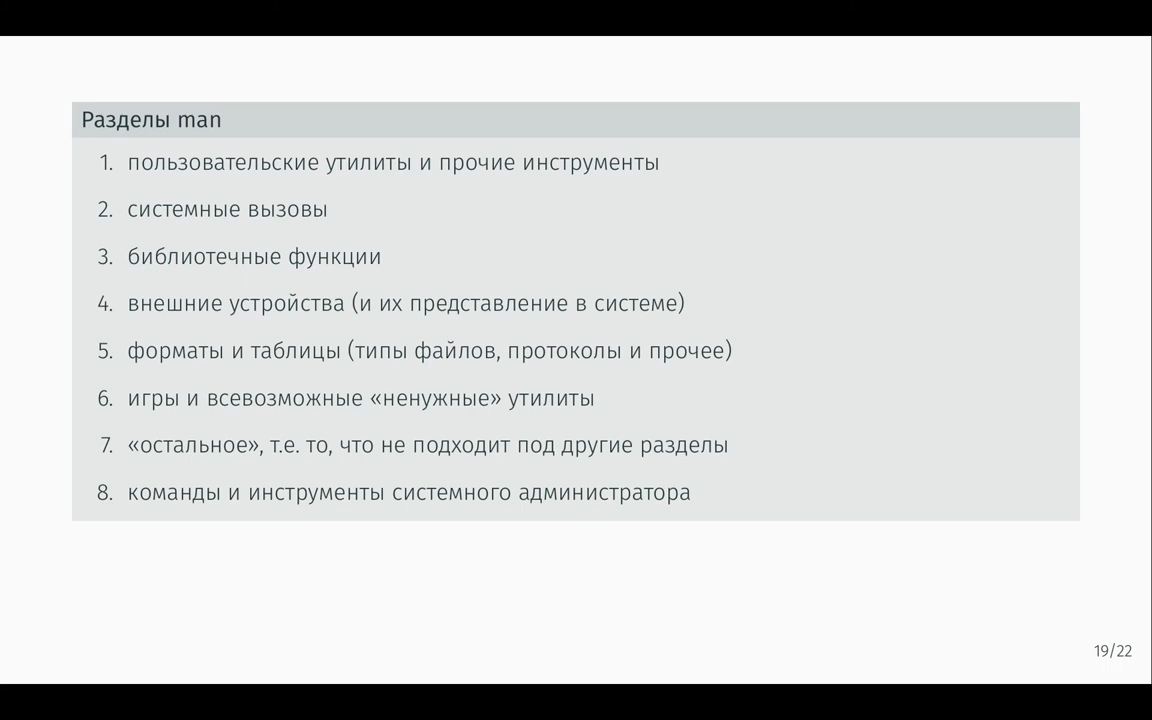 Разделы man
1. пользовательские утилиты и прочие инструменты
2. системные вызовы
3. библиотечные функции
4. внешние устройства (и их представление в системе)
5. форматы и таблицы (типы файлов, протоколы и прочее)
6. игры и всевозможные «ненужные» утилиты
7. «остальное», т.е. то, что не подходит под другие разделы
8. команды и инструменты системного администратора
19/22